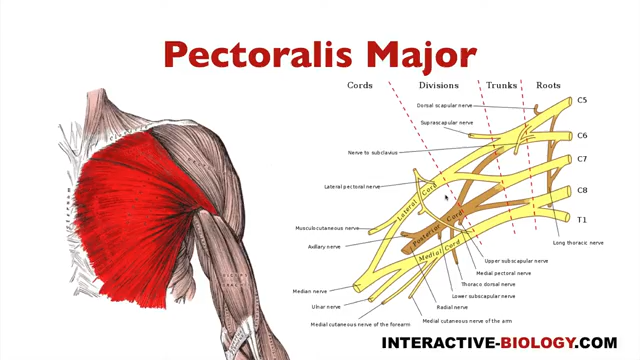 Pectoralis Major
Cords
Divisions
Trunks
Roots
Dorsal scapular nerve
C5
Suprascapular nerve
C6
Nerve to subclavius
C7
Lateral pectoral nerve
C8
Lateral Cord
T1
Musculocutaneous nerve
Posterior Cord
Axillary nerve
Long thoracic nerve
Medial Cord
Upper subscapular nerve
Medial pectoral nerve
Thoraco dorsal nerve
Median nerve
Lower subscapular nerve
Ulnar nerve
Radial nerve
Medial cutaneous nerve of the forearm
Medial cutaneous nerve of the arm
INTERACTIVE-BIOLOGY.COM